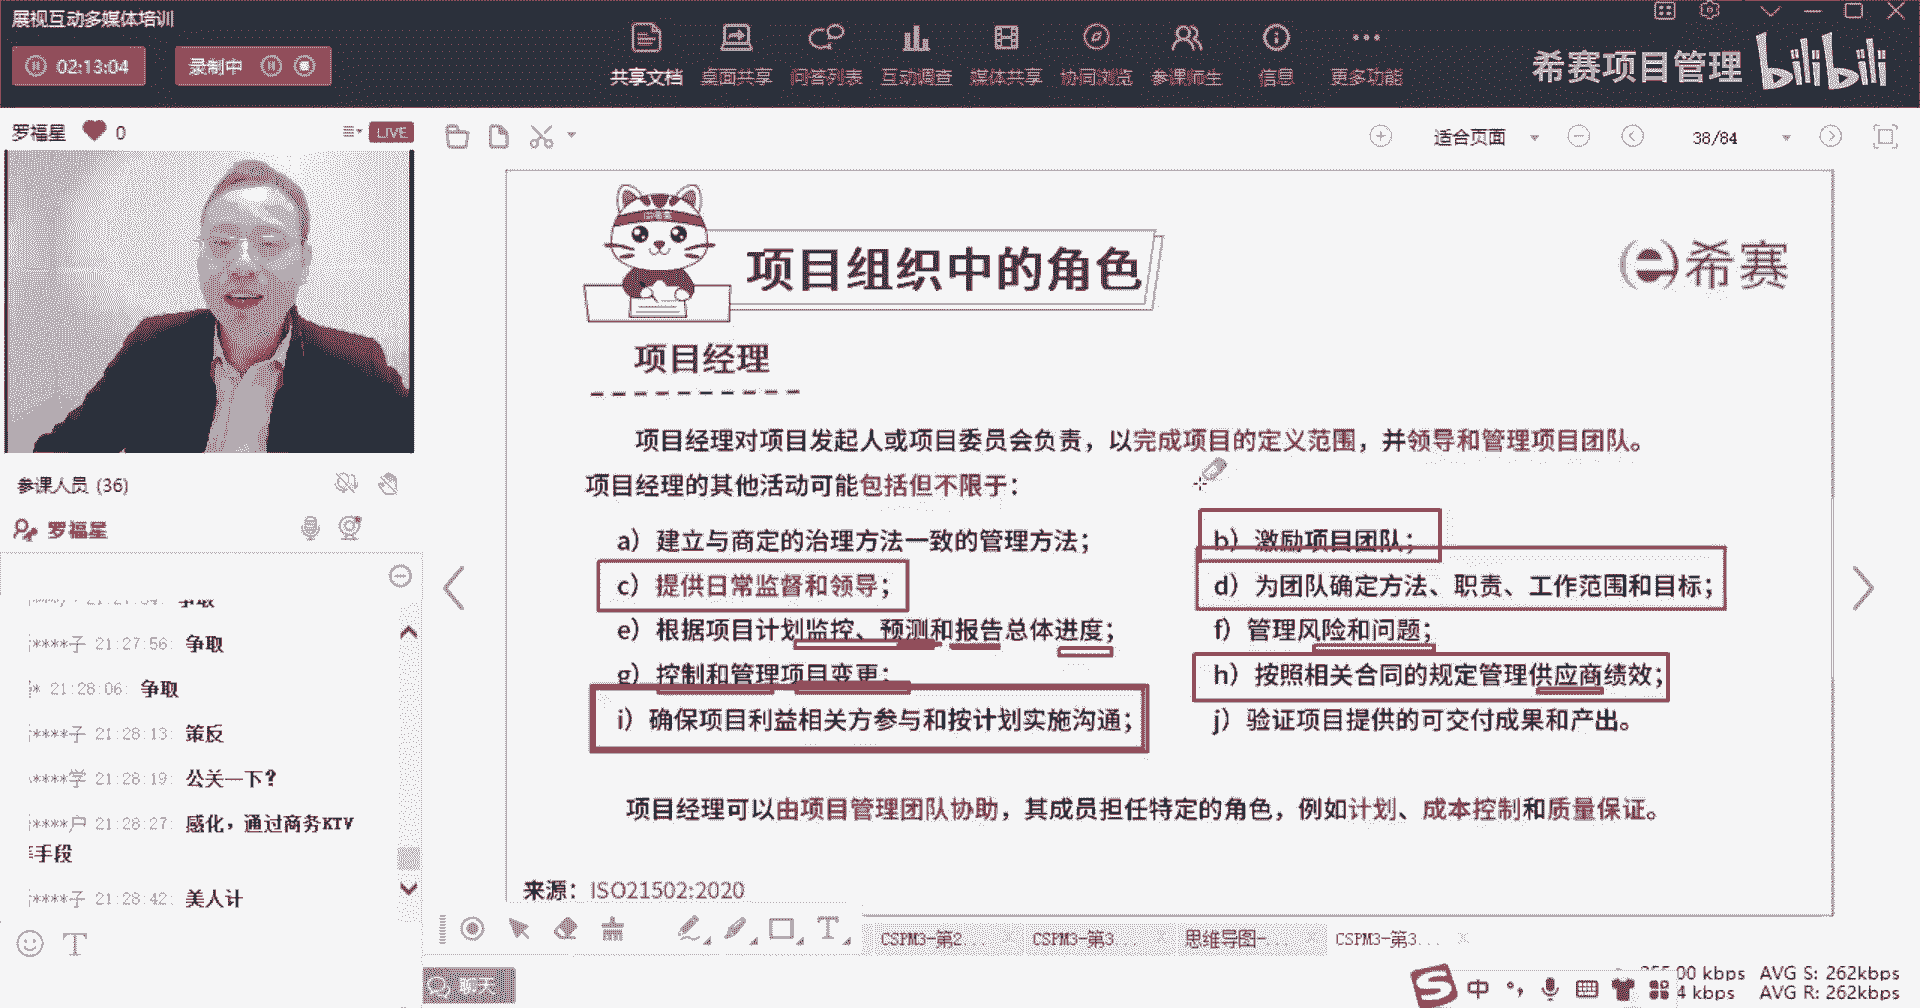 展视互动多媒体培训
02:13:04
录制中
共享文档 桌面共享 问答列表 互动调查 媒体共享 协同浏览 参课师生 信息 更多功能
希赛项目管理 bilibili
罗福星 0 LIVE
适合页面 38/84
项目组织中的角色
希赛
项目经理
项目经理对项目发起人或项目委员会负责，以完成项目的定义范围，并领导和管理项目团队。
项目经理的其他活动可能包括但不限于：
a）建立与商定的治理方法一致的管理方法；
b）激励项目团队；
c）提供日常监督和领导；
d）为团队确定方法、职责、工作范围和目标；
e）根据项目计划监控、预测和报告总体进度；
f）管理风险和问题；
g）控制和管理项目变更；
h）按照相关合同的规定管理供应商绩效；
i）确保项目利益相关方参与和按计划实施沟通；
j）验证项目提供的可交付成果和产出。
项目经理可以由项目管理团队协助，其成员担任特定的角色，例如计划、成本控制和质量保证。
来源：ISO21502:2020
参课人员 (36)
罗福星
争取
****子 21:27:56: 争取
* 21:28:06: 争取
****子 21:28:13: 策反
****学 21:28:19: 公关一下？
****户 21:28:27: 感化，通过商务KTV
手段
****子 21:28:42: 美人计
T
T
CSPM3-第2... CSPM3-第3... 思维导图-... CSPM3-第3...
聊天
S 中
00 kbps AVG S: 262kbps
4 kbps AVG R: 262kbps